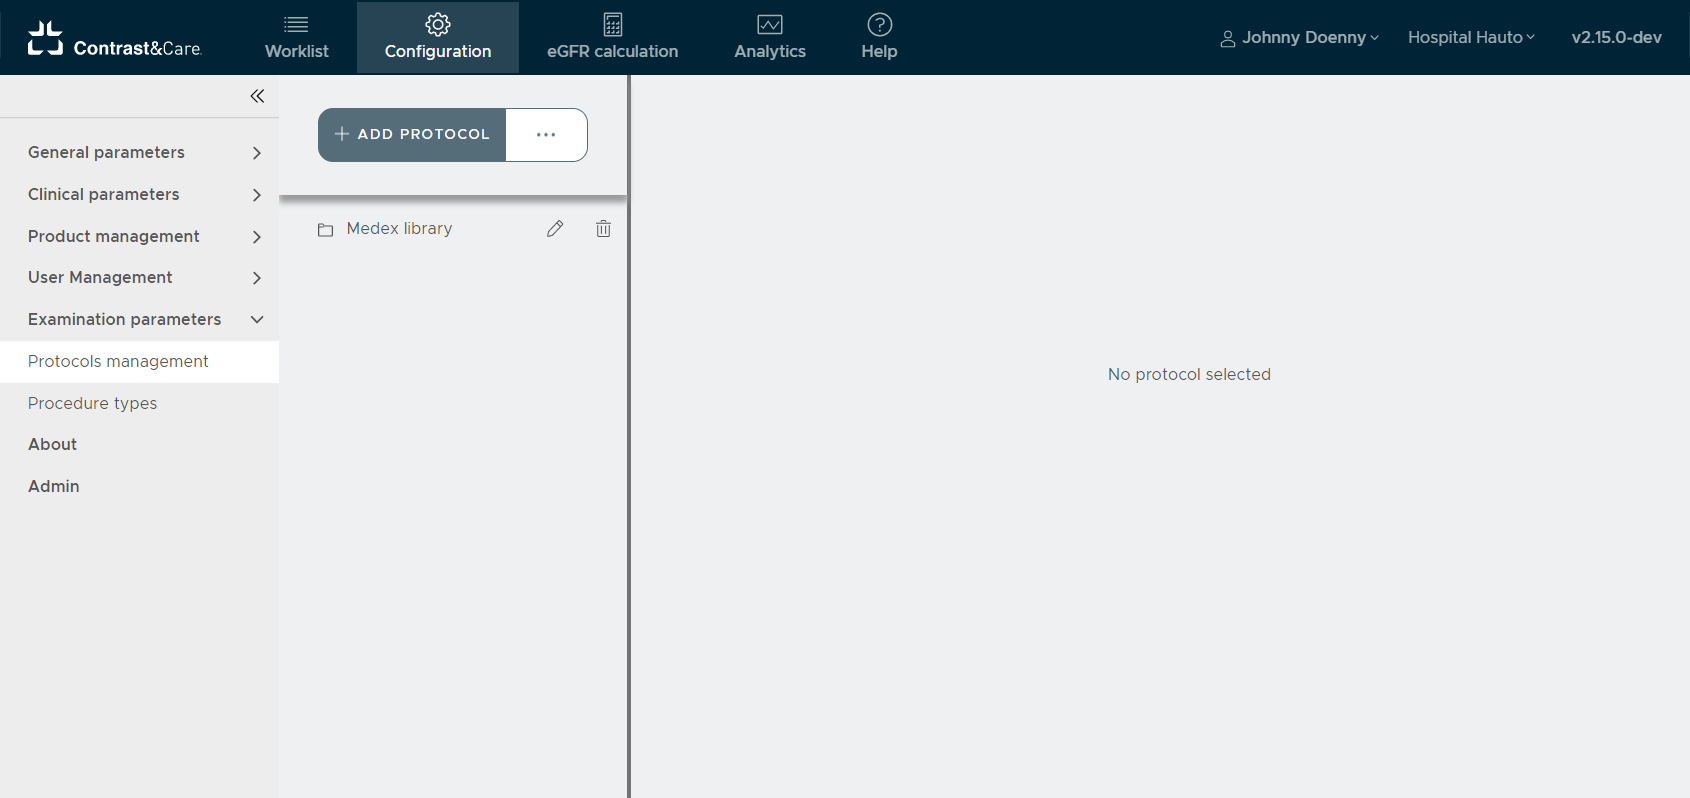 Contrast&Care
Worklist
Configuration
eGFR calculation
Analytics
Help
Johnny Doenny
Hospital Hauto
v2.15.0-dev
General parameters
Clinical parameters
Product management
User Management
Examination parameters
Protocols management
Procedure types
About
Admin
ADD PROTOCOL
Medex library
No protocol selected